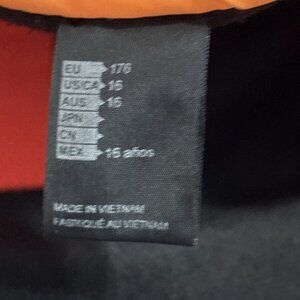 EU 176
US/CA 16
AUS 16
JPN
CN
MEX 16 años
MADE IN VIETNAM
FABRIQUÉ AU VIETNAM